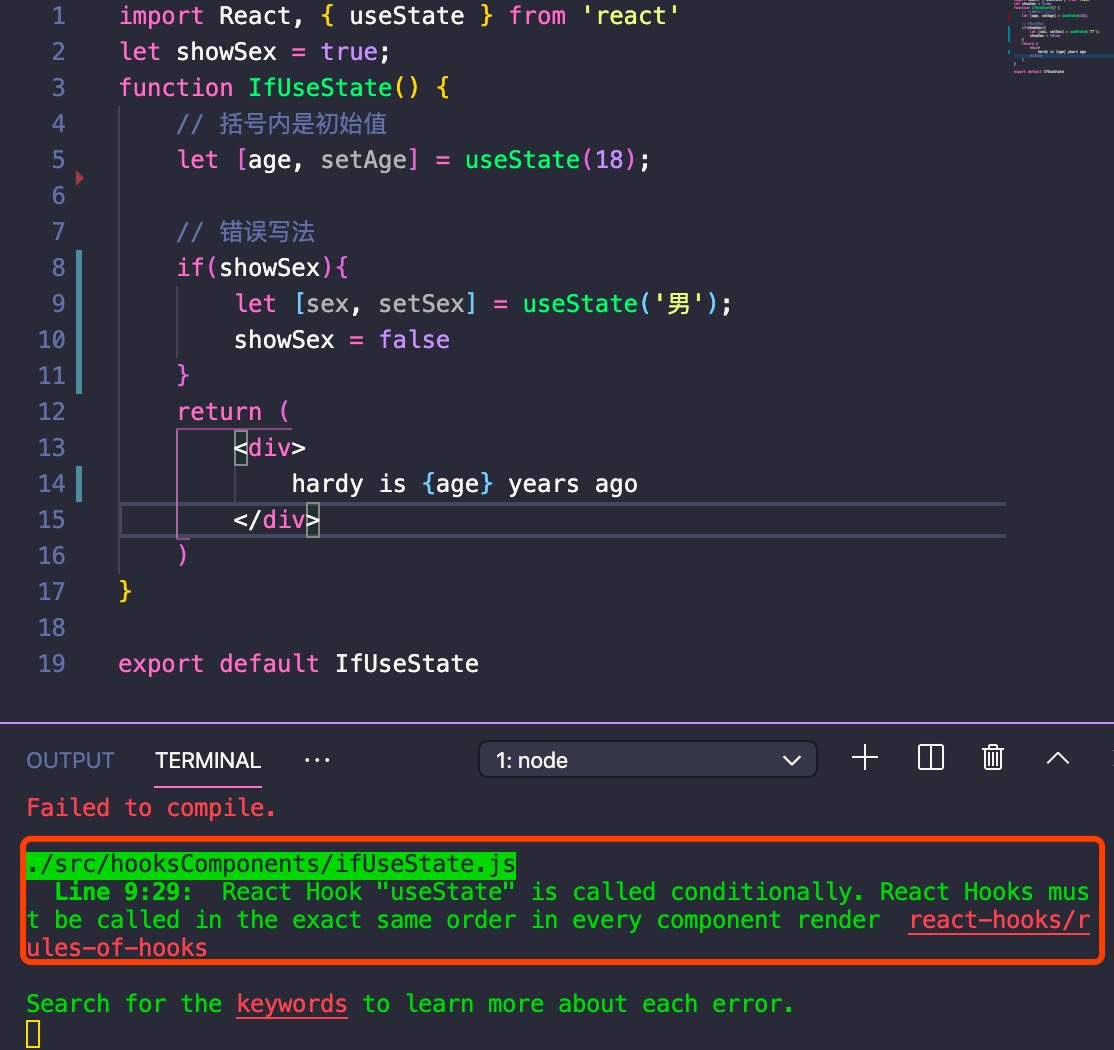 1 import React, { useState } from 'react'
2 let showSex = true;
3 function IfUseState() {
4 // 括号内是初始值
5 let [age, setAge] = useState(18);
6
7 // 错误写法
8 if(showSex){
9 let [sex, setSex] = useState('男');
10 showSex = false
11 }
12 return (
13 <div>
14 hardy is {age} years ago
15 </div>
16 )
17 }
18
19 export default IfUseState
OUTPUT TERMINAL ··· 1: node
Failed to compile.
./src/hooksComponents/ifUseState.js
Line 9:29: React Hook "useState" is called conditionally. React Hooks mus
t be called in the exact same order in every component render react-hooks/r
ules-of-hooks
Search for the keywords to learn more about each error.